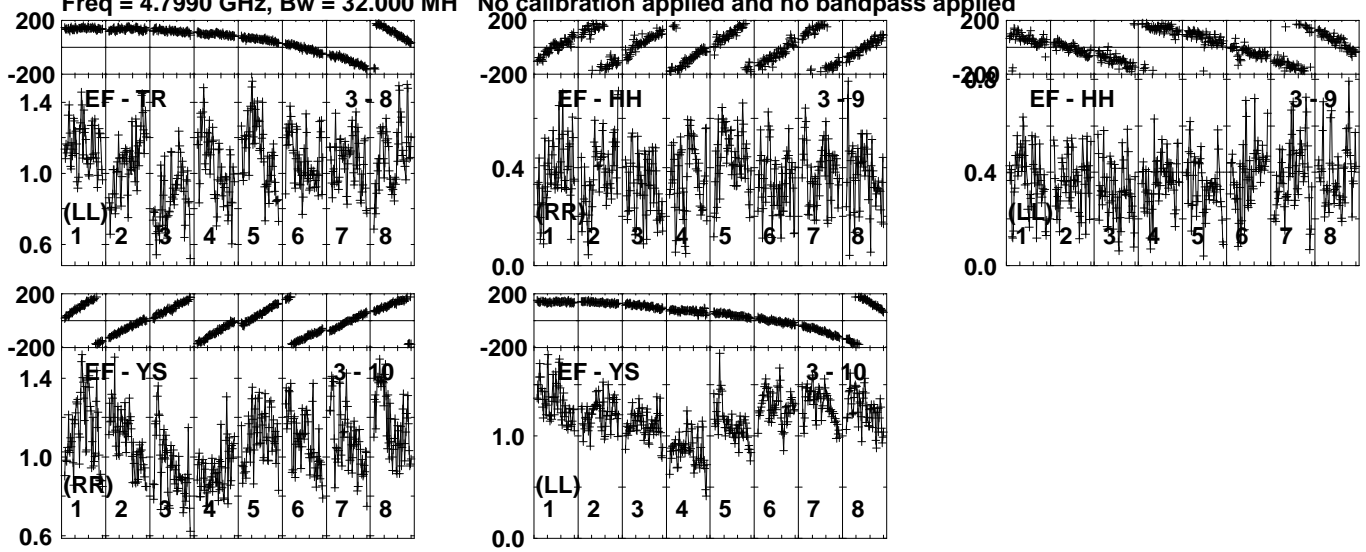 Freq = 4.7990 GHz, Bw = 32.000 MH No calibration applied and no bandpass applied
200
-200
EF - TR 3 - 8
1.4
1.0
0.6
(LL)
1 2 3 4 5 6 7 8
200
-200
EF - HH 3 - 9
0.4
0.0
(RR)
1 2 3 4 5 6 7 8
200
-200
0.8
EF - HH 3 - 9
0.4
0.0
(LL)
1 2 3 4 5 6 7 8
200
-200
EF - YS 3 - 10
1.4
1.0
0.6
(RR)
1 2 3 4 5 6 7 8
200
-200
EF - YS 3 - 10
1.0
0.0
(LL)
1 2 3 4 5 6 7 8